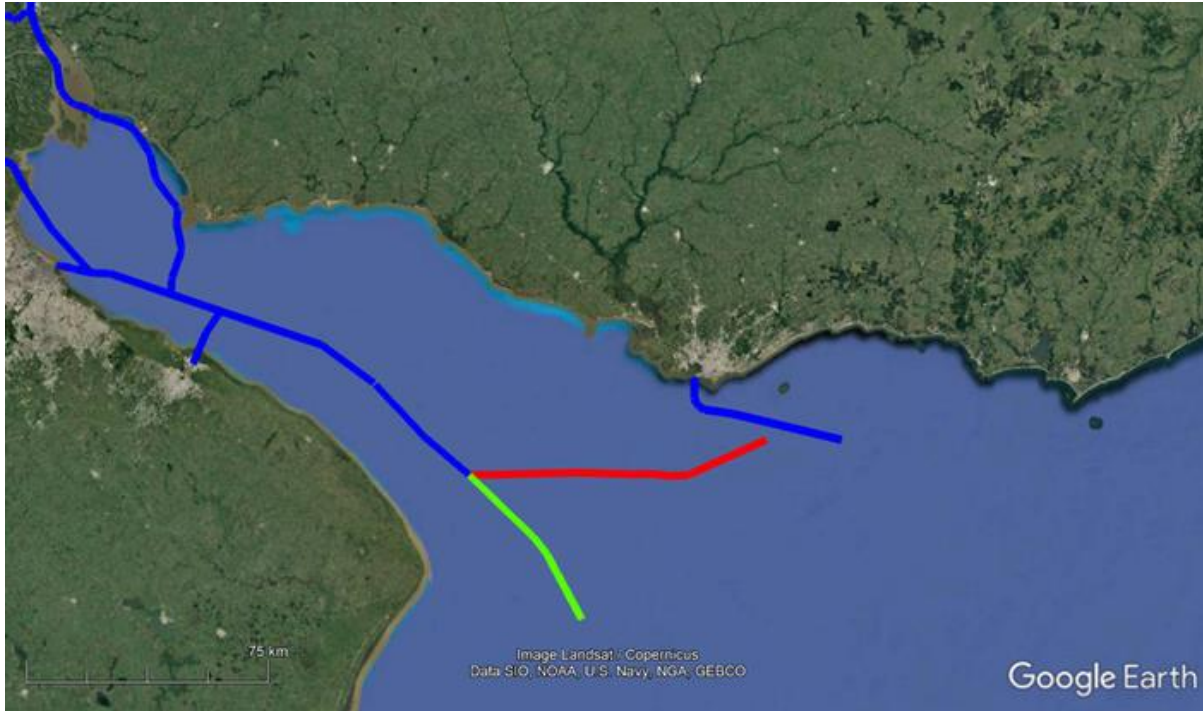 75 km
Image Landsat / Copernicus
Data SIO, NOAA, U.S. Navy, NGA, GEBCO
Google Earth